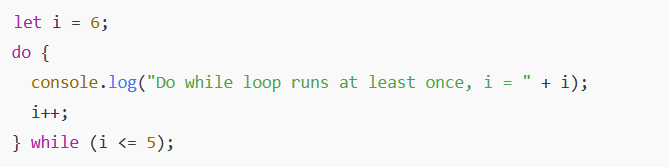 let i = 6;
do {
  console.log("Do while loop runs at least once, i = " + i);
  i++;
} while (i <= 5);